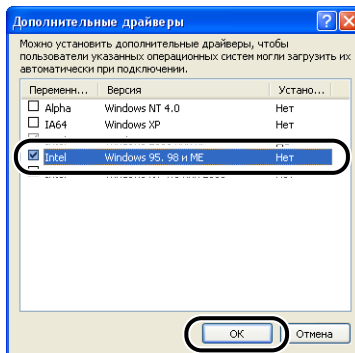 Дополнительные драйверы
Можно установить дополнительные драйверы, чтобы
пользователи указанных операционных систем могли загрузить их
автоматически при подключении.
Переменн... Версия Устано...
Alpha Windows NT 4.0 Нет
IA64 Windows XP Нет
Intel Windows 95. 98 и ME Нет
OK Отмена